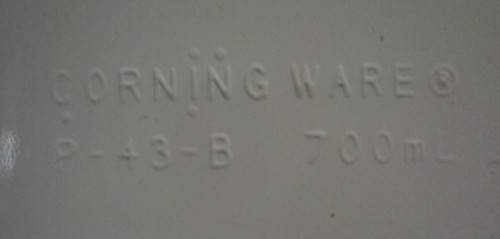 CORNING WARE®
P-43-B 700mL